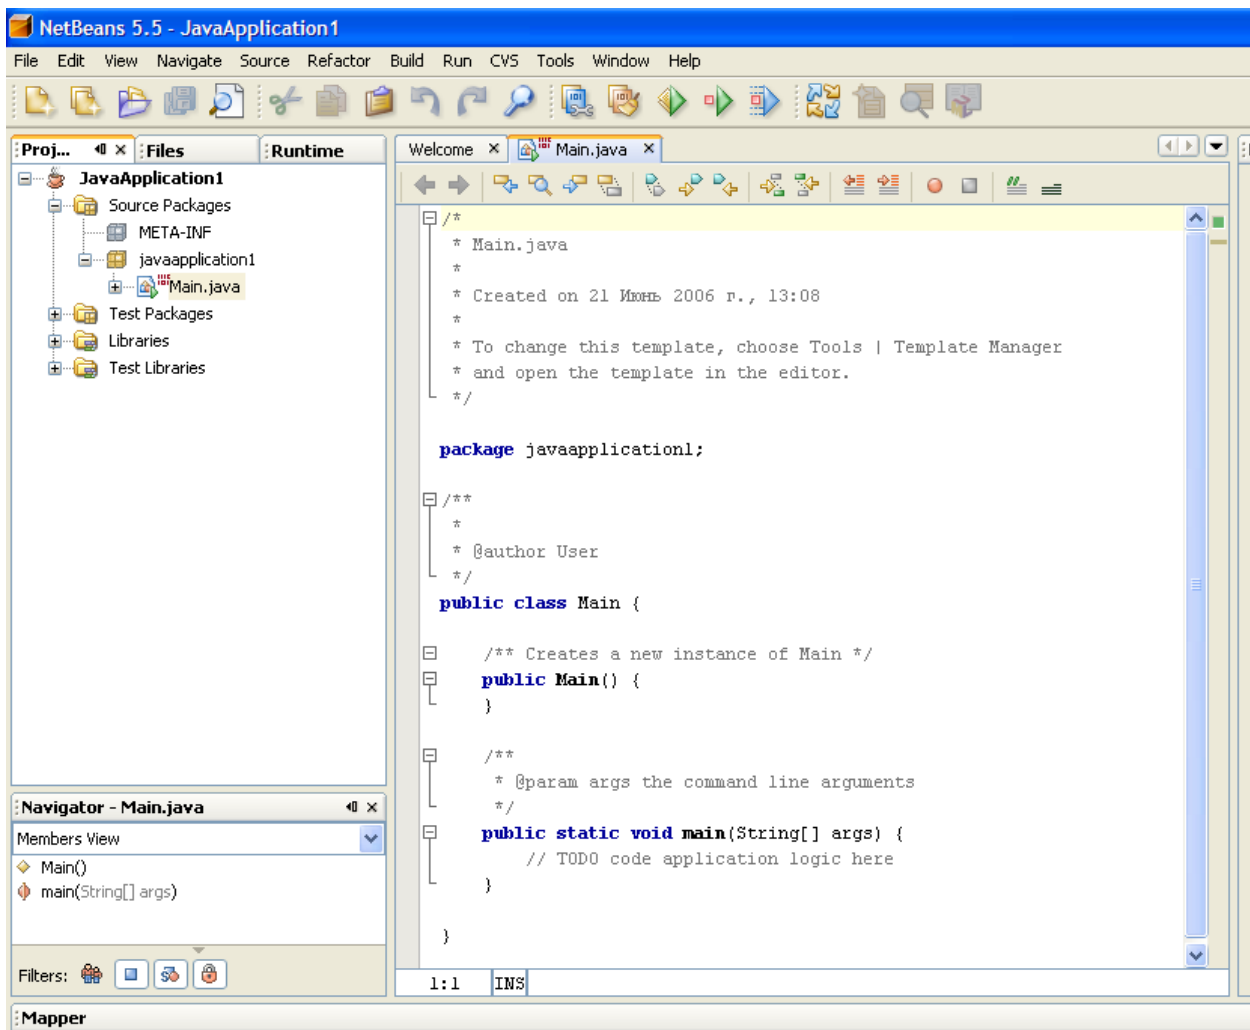 NetBeans 5.5 - JavaApplication1
File Edit View Navigate Source Refactor Build Run CVS Tools Window Help
Proj... Files Runtime
JavaApplication1
Source Packages
META-INF
javaapplication1
Main.java
Test Packages
Libraries
Test Libraries
Navigator - Main.java
Members View
Main()
main(String[] args)
Filters:
Welcome Main.java
/*
* Main.java
*
* Created on 21 Июнь 2006 г., 13:08
*
* To change this template, choose Tools | Template Manager
* and open the template in the editor.
*/
package javaapplication1;
/**
*
* @author User
*/
public class Main {
/** Creates a new instance of Main */
public Main() {
}
/**
* @param args the command line arguments
*/
public static void main(String[] args) {
// TODO code application logic here
}
}
1:1 INS
Mapper